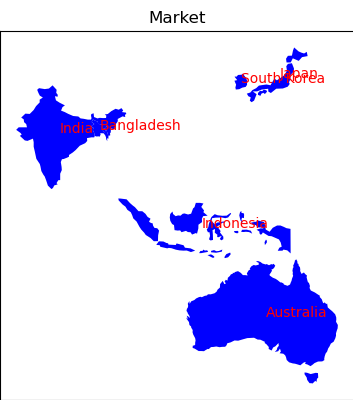 Market
Japan
South Korea
Bangladesh
India
Indonesia
Australia